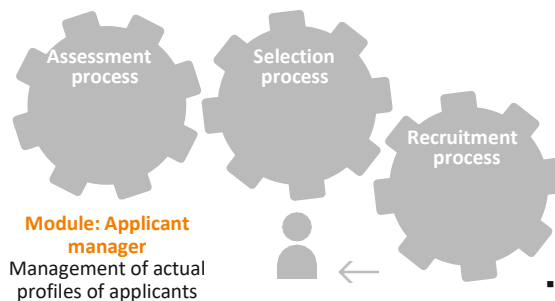 Assessment
process
Selection
process
Recruitment
process
Module: Applicant
manager
Management of actual
profiles of applicants